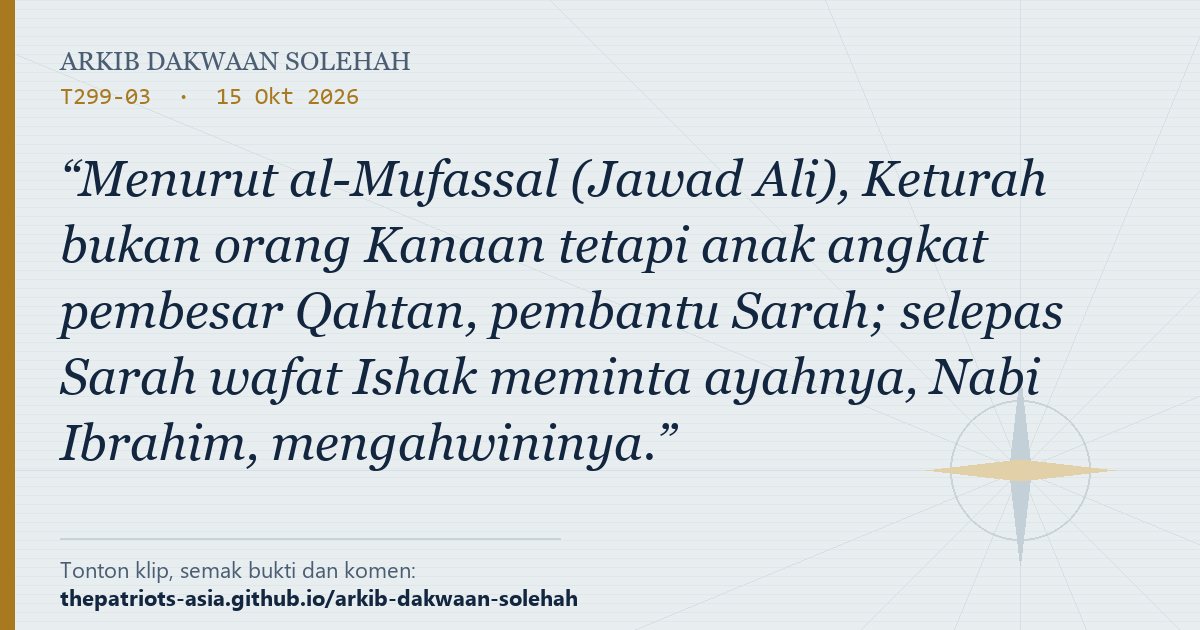 ARKIB DAKWAAN SOLEHAH
T299-03 · 15 Okt 2026
“Menurut al-Mufassal (Jawad Ali), Keturah
bukan orang Kanaan tetapi anak angkat
pembesar Qahtan, pembantu Sarah; selepas
Sarah wafat Ishak meminta ayahnya, Nabi
Ibrahim, mengahwininya.”
Tonton klip, semak bukti dan komen:
thepatriots-asia.github.io/arkib-dakwaan-solehah